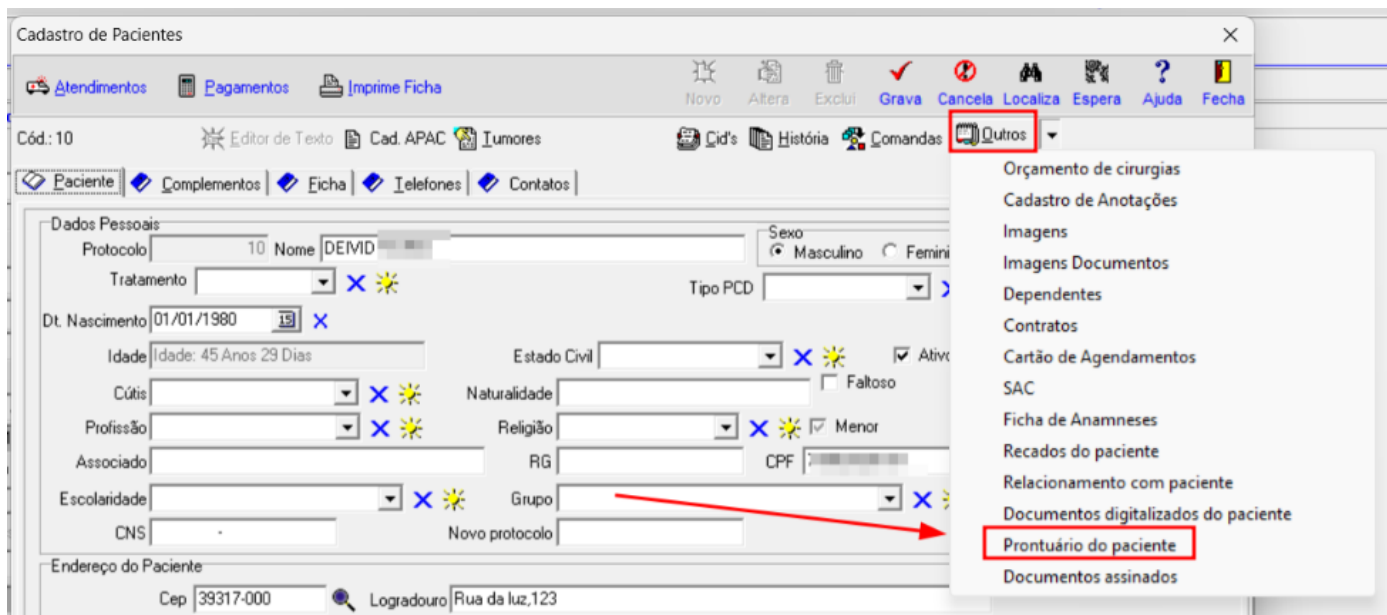 Cadastro de Pacientes
Atendimentos Pagamentos Imprime Ficha Novo Altera Exclui Grava Cancela Localiza Espera Ajuda Fecha
Cód.: 10 Editor de Texto Cad. APAC Tumores Cid's História Comandas Outros
Paciente Complementos Ficha Telefones Contatos
Dados Pessoais
Protocolo 10 Nome DEIVID
Sexo
Masculino Femini
Tratamento Tipo PCD
Dt. Nascimento 01/01/1980 15
Idade Idade: 45 Anos 29 Dias Estado Civil Ativo
Cútis Naturalidade Faltoso
Profissão Religião Menor
Associado RG CPF
Escolaridade Grupo
CNS - Novo protocolo
Endereço do Paciente
Cep 39317-000 Logradouro Rua da luz,123
Orçamento de cirurgias
Cadastro de Anotações
Imagens
Imagens Documentos
Dependentes
Contratos
Cartão de Agendamentos
SAC
Ficha de Anamneses
Recados do paciente
Relacionamento com paciente
Documentos digitalizados do paciente
Prontuário do paciente
Documentos assinados